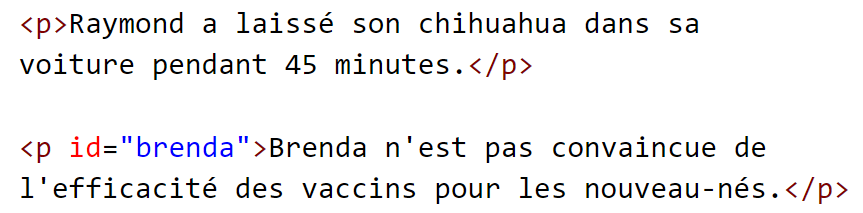 <p>Raymond a laissé son chihuahua dans sa
voiture pendant 45 minutes.</p>
<p id="brenda">Brenda n'est pas convaincue de
l'efficacité des vaccins pour les nouveau-nés.</p>